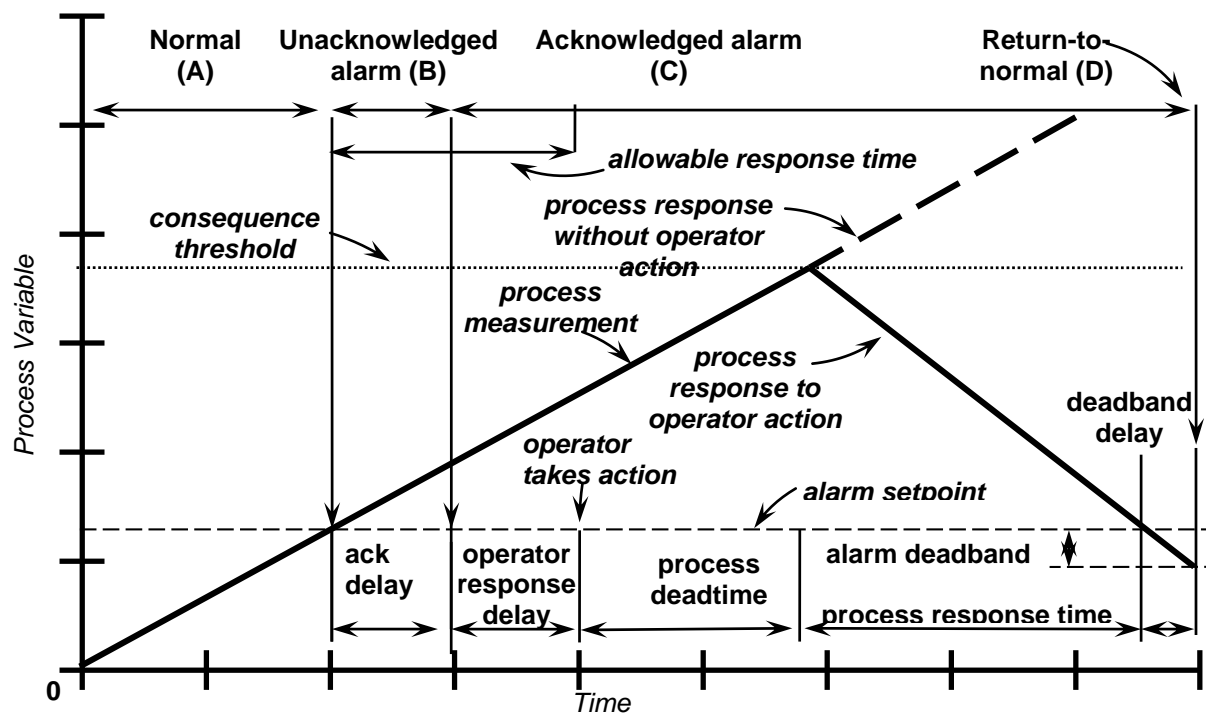 Normal
(A)
Unacknowledged
alarm (B)
Acknowledged alarm
(C)
Return-to-
normal (D)
allowable response time
consequence
threshold
process response
without operator
action
process
measurement
process
response to
operator action
deadband
delay
operator
takes action
alarm setpoint
ack
delay
operator
response
delay
process
deadtime
alarm deadband
process response time
Process Variable
0
Time